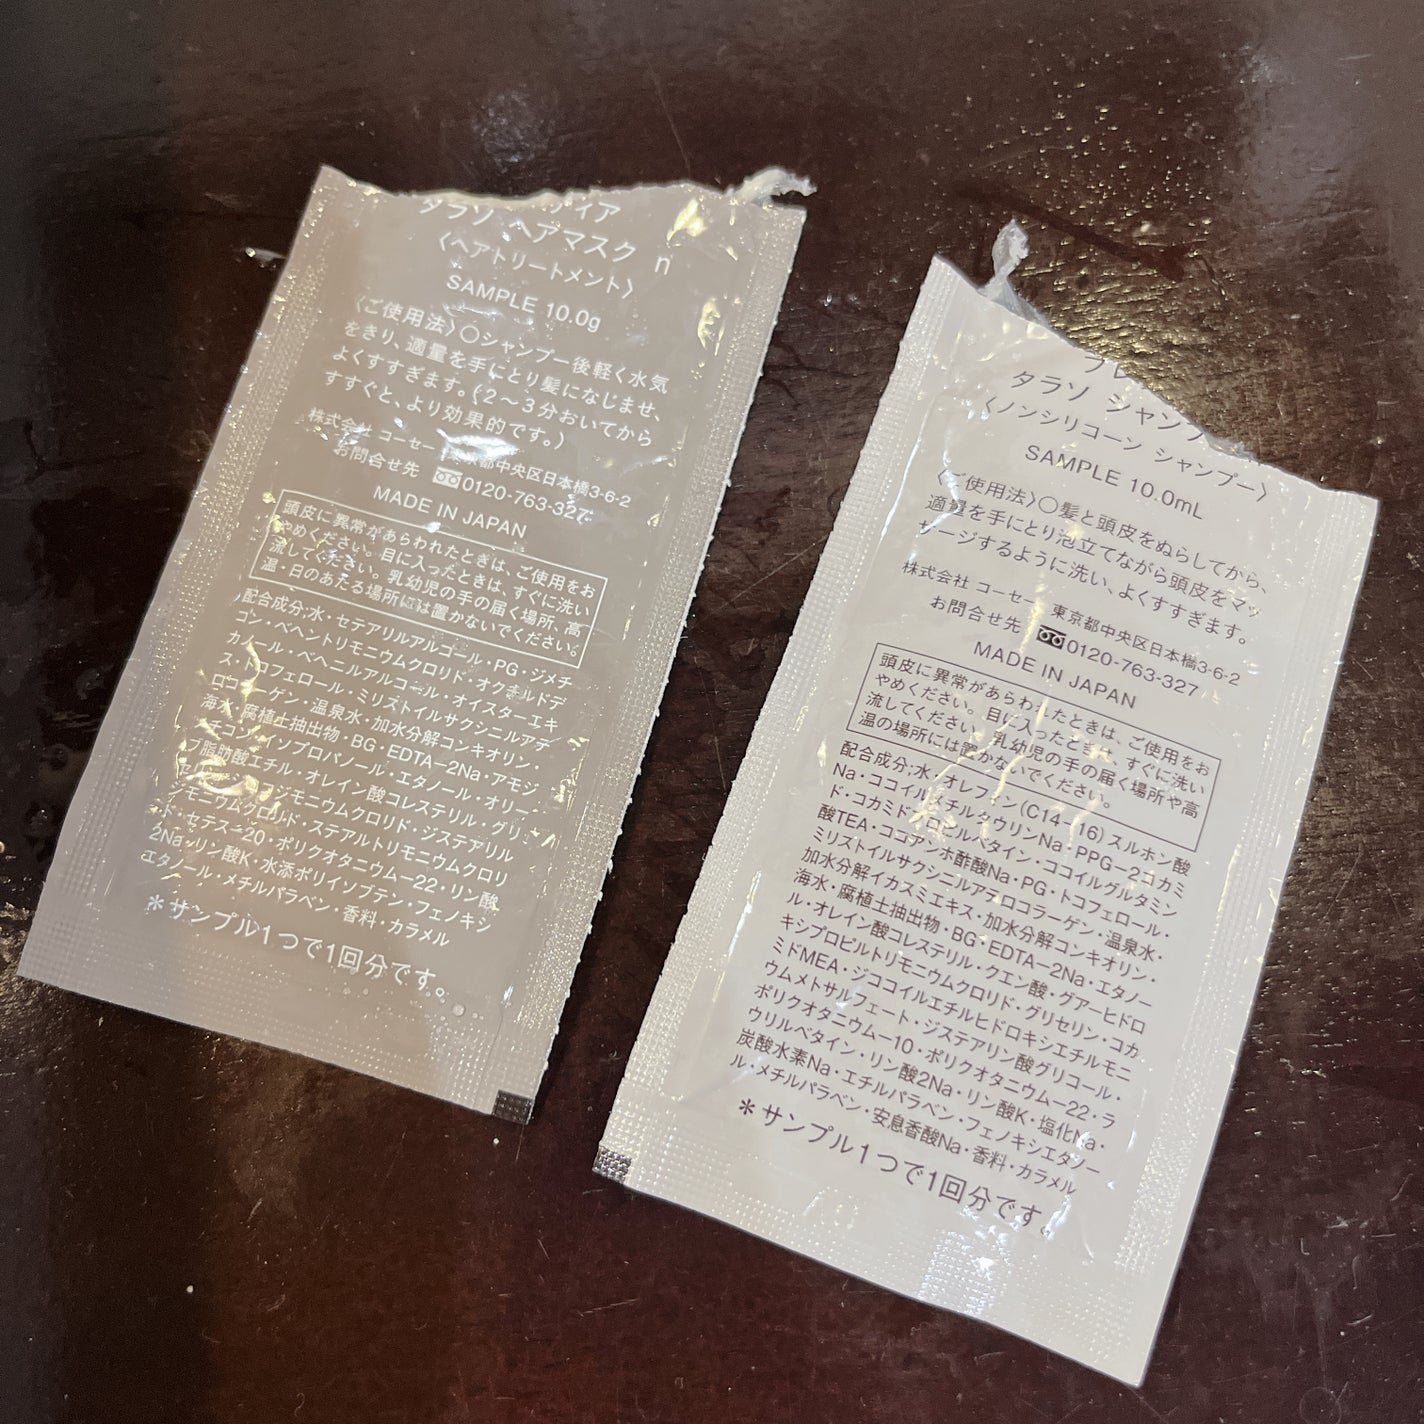 タラソ ヘアマスク n
〈ヘアトリートメント〉
SAMPLE 10.0g
〈ご使用法〉○シャンプー後軽く水気
をきり、適量を手にとり髪になじませ、
よくすすぎます。(2〜3分おいてから
すすぐと、より効果的です。)
株式会社 コーセー 東京都中央区日本橋3-6-2
お問合せ先 0120-763-327
MADE IN JAPAN
頭皮に異常があらわれたときは、ご使用をお
やめください。目に入ったときは、すぐに洗い
流してください。乳幼児の手の届く場所、高
温・日のあたる場所には置かないでください。
配合成分;水・セテアリルアルコール・PG・ジメチ
コン・ベヘントリモニウムクロリド・オクチルドデ
カノール・ベヘニルアルコール・オイスターエキ
ス・トコフェロール・ミリストイルサクシニルアテ
ロコラーゲン・温泉水・加水分解コンキオリン・
海水・腐植土抽出物・BG・EDTA-2Na・アモジ
チコン・イソプロパノール・エタノール・オリー
ブ脂肪酸エチル・オレイン酸コレステリル・グリ
ジモニウムクロリド・ジステアリル
ジモニウムクロリド・ステアルトリモニウムクロリ
ド・セテス-20・ポリクオタニウム-22・リン酸
2Na・リン酸K・水添ポリイソブテン・フェノキシ
エタノール・メチルパラベン・香料・カラメル
＊サンプル1つで1回分です。
タラソ シャンプー
〈ノンシリコーン シャンプー〉
SAMPLE 10.0mL
〈ご使用法〉○髪と頭皮をぬらしてから、
適量を手にとり泡立てながら頭皮をマッ
サージするように洗い、よくすすぎます。
株式会社 コーセー 東京都中央区日本橋3-6-2
お問合せ先 0120-763-327
MADE IN JAPAN
頭皮に異常があらわれたときは、ご使用をお
やめください。目に入ったときは、すぐに洗い
流してください。乳幼児の手の届く場所や高
温の場所には置かないでください。
配合成分;水・オレフィン(C14-16)スルホン酸
Na・ココイルメチルタウリンNa・PPG-2コカミ
ド・コカミドプロピルベタイン・ココイルグルタミン
酸TEA・ココアンホ酢酸Na・PG・トコフェロール・
ミリストイルサクシニルアテロコラーゲン・温泉水・
加水分解イカスミエキス・加水分解コンキオリン・
海水・腐植土抽出物・BG・EDTA-2Na・エタノー
ル・オレイン酸コレステリル・クエン酸・グアーヒドロ
キシプロピルトリモニウムクロリド・グリセリン・コカ
ミドMEA・ジココイルエチルヒドロキシエチルモニ
ウムメトサルフェート・ジステアリン酸グリコール・
ポリクオタニウム-10・ポリクオタニウム-22・ラ
ウリルベタイン・リン酸2Na・リン酸K・塩化Na・
炭酸水素Na・エチルパラベン・フェノキシエタノー
ル・メチルパラベン・安息香酸Na・香料・カラメル
＊サンプル1つで1回分です。